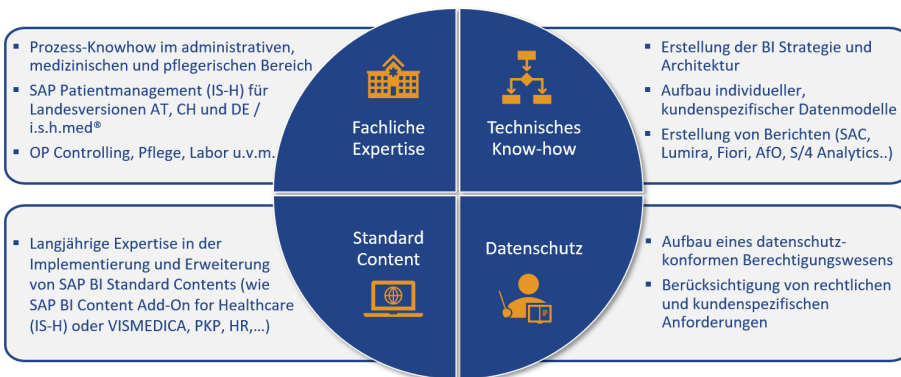 ▪ Prozess-Knowhow im administrativen,
medizinischen und pflegerischen Bereich
▪ SAP Patientmanagement (IS-H) für
Landesversionen AT, CH und DE /
i.s.h.med®
▪ OP Controlling, Pflege, Labor u.v.m.
Fachliche
Expertise
Technisches
Know-how
▪ Erstellung der BI Strategie und
Architektur
▪ Aufbau individueller,
kundenspezifischer Datenmodelle
▪ Erstellung von Berichten (SAC,
Lumira, Fiori, AfO, S/4 Analytics..)
▪ Langjährige Expertise in der
Implementierung und Erweiterung
von SAP BI Standard Contents (wie
SAP BI Content Add-On for Healthcare
(IS-H) oder VISMEDICA, PKP, HR,...)
Standard
Content
Datenschutz
▪ Aufbau eines datenschutz-
konformen Berechtigungswesens
▪ Berücksichtigung von rechtlichen
und kundenspezifischen
Anforderungen